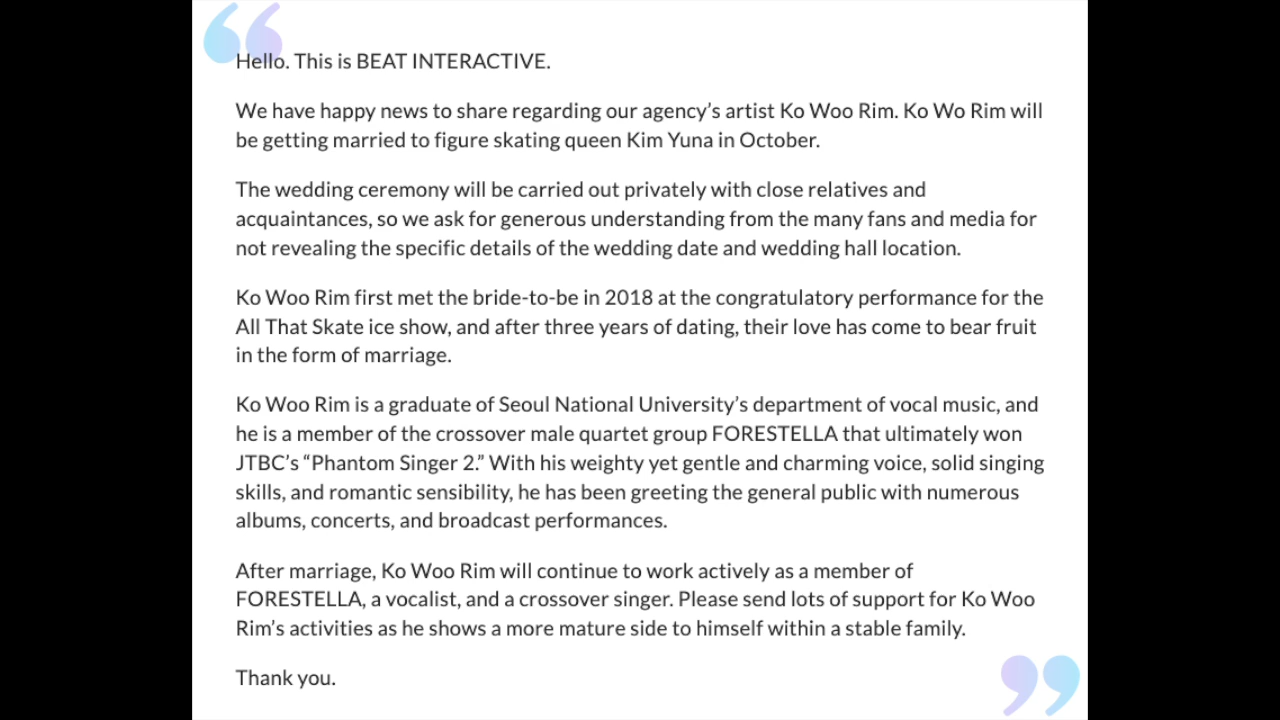 Hello. This is BEAT INTERACTIVE.
We have happy news to share regarding our agency’s artist Ko Woo Rim. Ko Wo Rim will
be getting married to figure skating queen Kim Yuna in October.
The wedding ceremony will be carried out privately with close relatives and
acquaintances, so we ask for generous understanding from the many fans and media for
not revealing the specific details of the wedding date and wedding hall location.
Ko Woo Rim first met the bride-to-be in 2018 at the congratulatory performance for the
All That Skate ice show, and after three years of dating, their love has come to bear fruit
in the form of marriage.
Ko Woo Rim is a graduate of Seoul National University’s department of vocal music, and
he is a member of the crossover male quartet group FORESTELLA that ultimately won
JTBC’s “Phantom Singer 2.” With his weighty yet gentle and charming voice, solid singing
skills, and romantic sensibility, he has been greeting the general public with numerous
albums, concerts, and broadcast performances.
After marriage, Ko Woo Rim will continue to work actively as a member of
FORESTELLA, a vocalist, and a crossover singer. Please send lots of support for Ko Woo
Rim’s activities as he shows a more mature side to himself within a stable family.
Thank you.